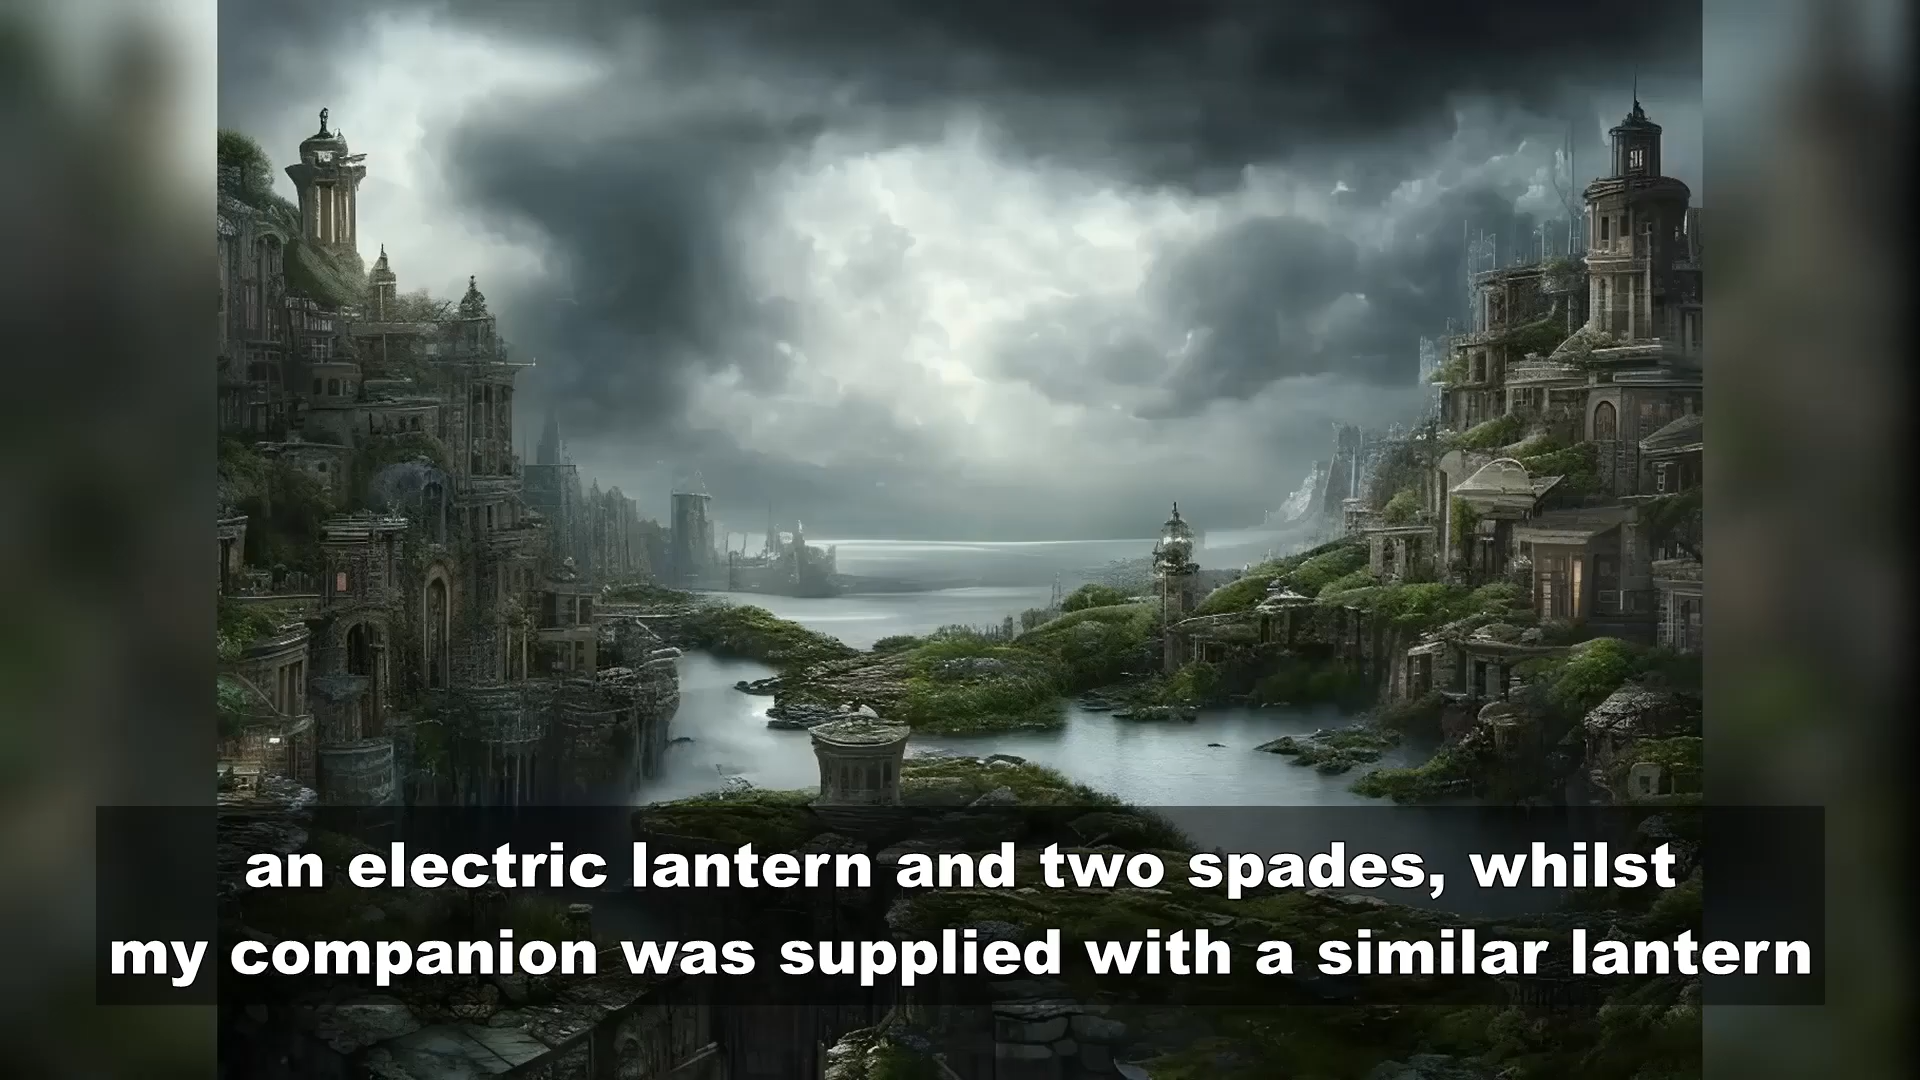 an electric lantern and two spades, whilst
my companion was supplied with a similar lantern